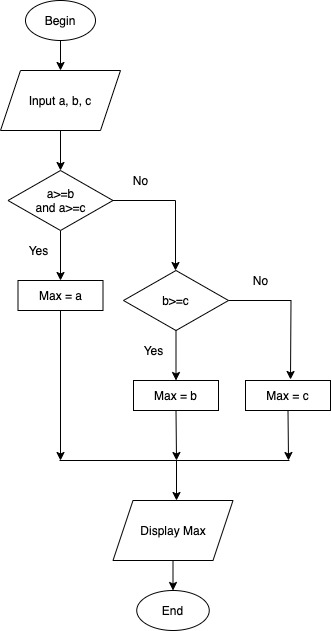 Begin
Input a, b, c
a>=b
and a>=c
No
Yes
Max = a
b>=c
No
Yes
Max = b
Max = c
Display Max
End